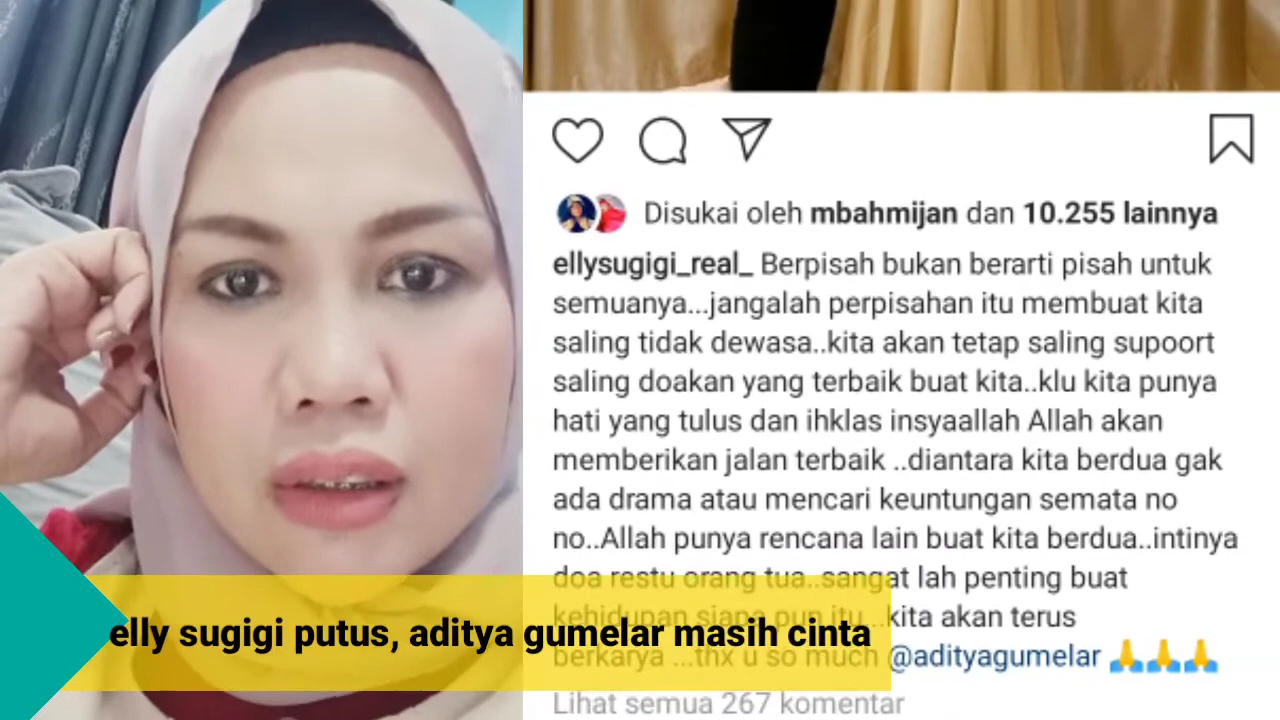 Disukai oleh mbahmijan dan 10.255 lainnya
ellysugigi_real_ Berpisah bukan berarti pisah untuk
semuanya...jangalah perpisahan itu membuat kita
saling tidak dewasa..kita akan tetap saling supoort
saling doakan yang terbaik buat kita..klu kita punya
hati yang tulus dan ihklas insyaallah Allah akan
memberikan jalan terbaik ..diantara kita berdua gak
ada drama atau mencari keuntungan semata no
no..Allah punya rencana lain buat kita berdua..intinya
doa restu orang tua..sangat lah penting buat
kehidupan siapa pun itu...kita akan terus
berkarya ...thx u so much @adityagumelar 🙏🙏🙏
Lihat semua 267 komentar
elly sugigi putus, aditya gumelar masih cinta